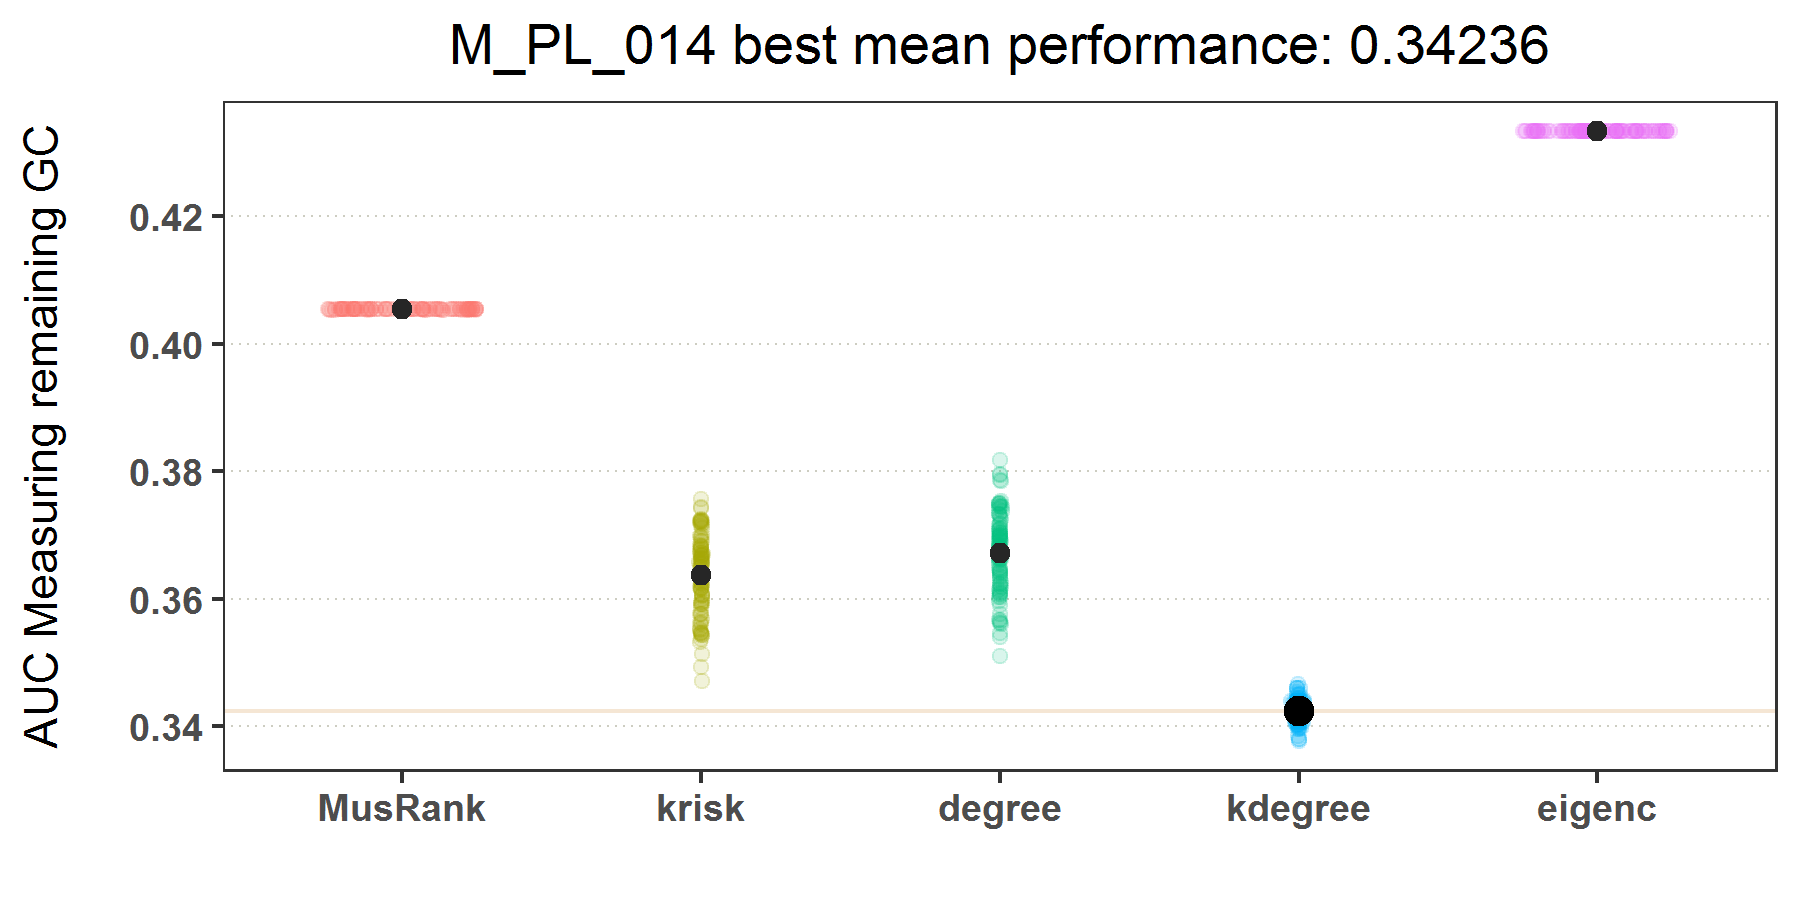 M_PL_014 best mean performance: 0.34236
AUC Measuring remaining GC
0.42
0.40
0.38
0.36
0.34
MusRank krisk degree kdegree eigenc